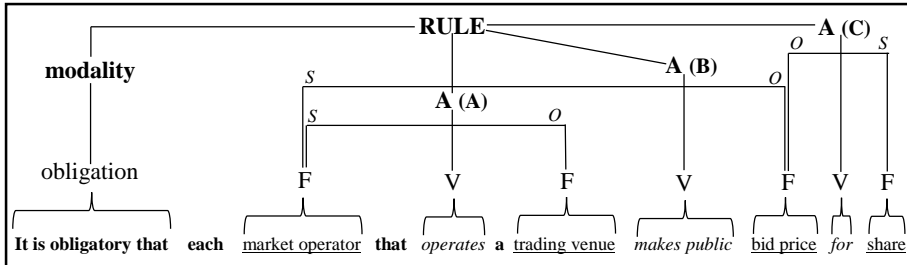 RULE A (C)
O S
modality A (B)
S O
A (A)
S O
obligation F V F V F V F
It is obligatory that each market operator that operates a trading venue makes public bid price for share